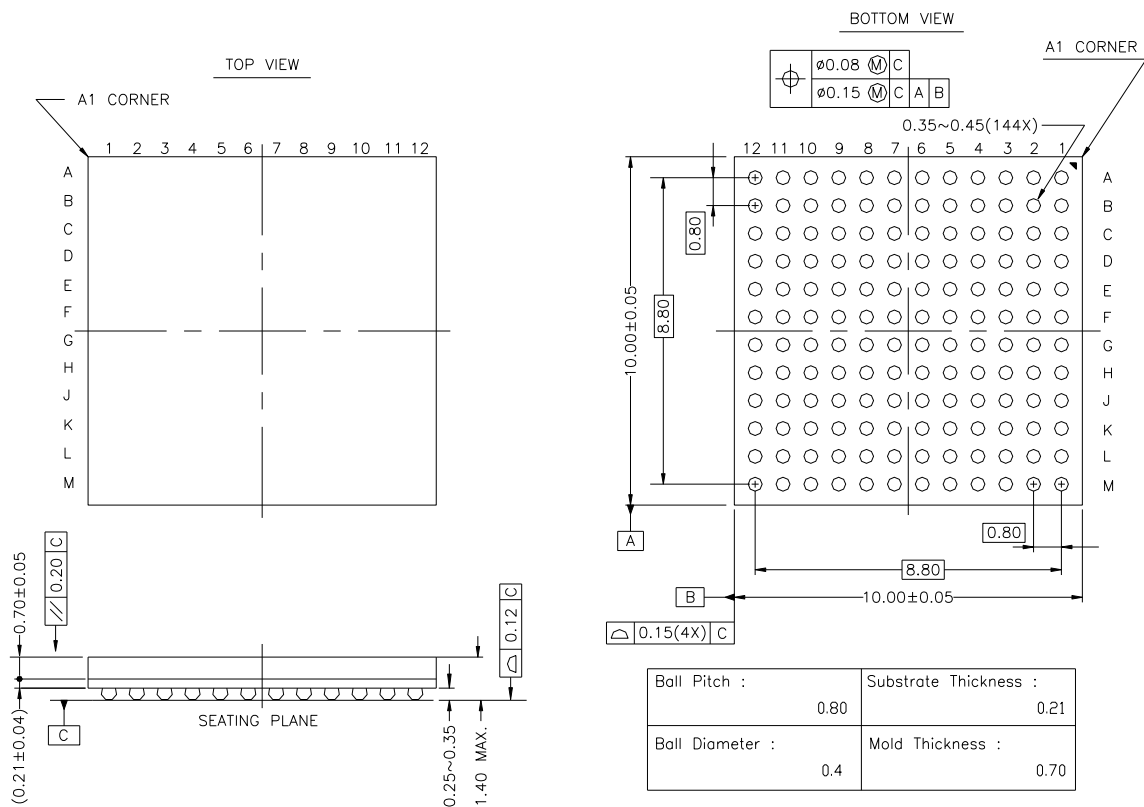 TOP VIEW
A1 CORNER
1 2 3 4 5 6 7 8 9 10 11 12
A
B
C
D
E
F
G
H
J
K
L
M
BOTTOM VIEW
A1 CORNER
⌀0.08 Ⓜ C
⌀0.15 Ⓜ C A B
0.35~0.45(144X)
12 11 10 9 8 7 6 5 4 3 2 1
A
B
C
D
E
F
G
H
J
K
L
M
0.80
8.80
10.00±0.05
A
0.80
8.80
B
10.00±0.05
0.15(4X) C
0.70±0.05
(0.21±0.04)
// 0.20 C
C
SEATING PLANE
0.12 C
0.25~0.35
1.40 MAX.
Ball Pitch :
0.80
Substrate Thickness :
0.21
Ball Diameter :
0.4
Mold Thickness :
0.70